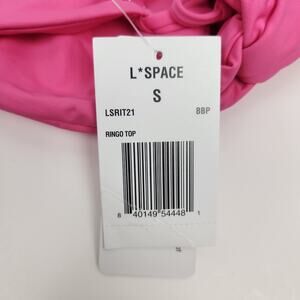 L*SPACE
S
LSRIT21 BBP
RINGO TOP
8 40149 54448 1